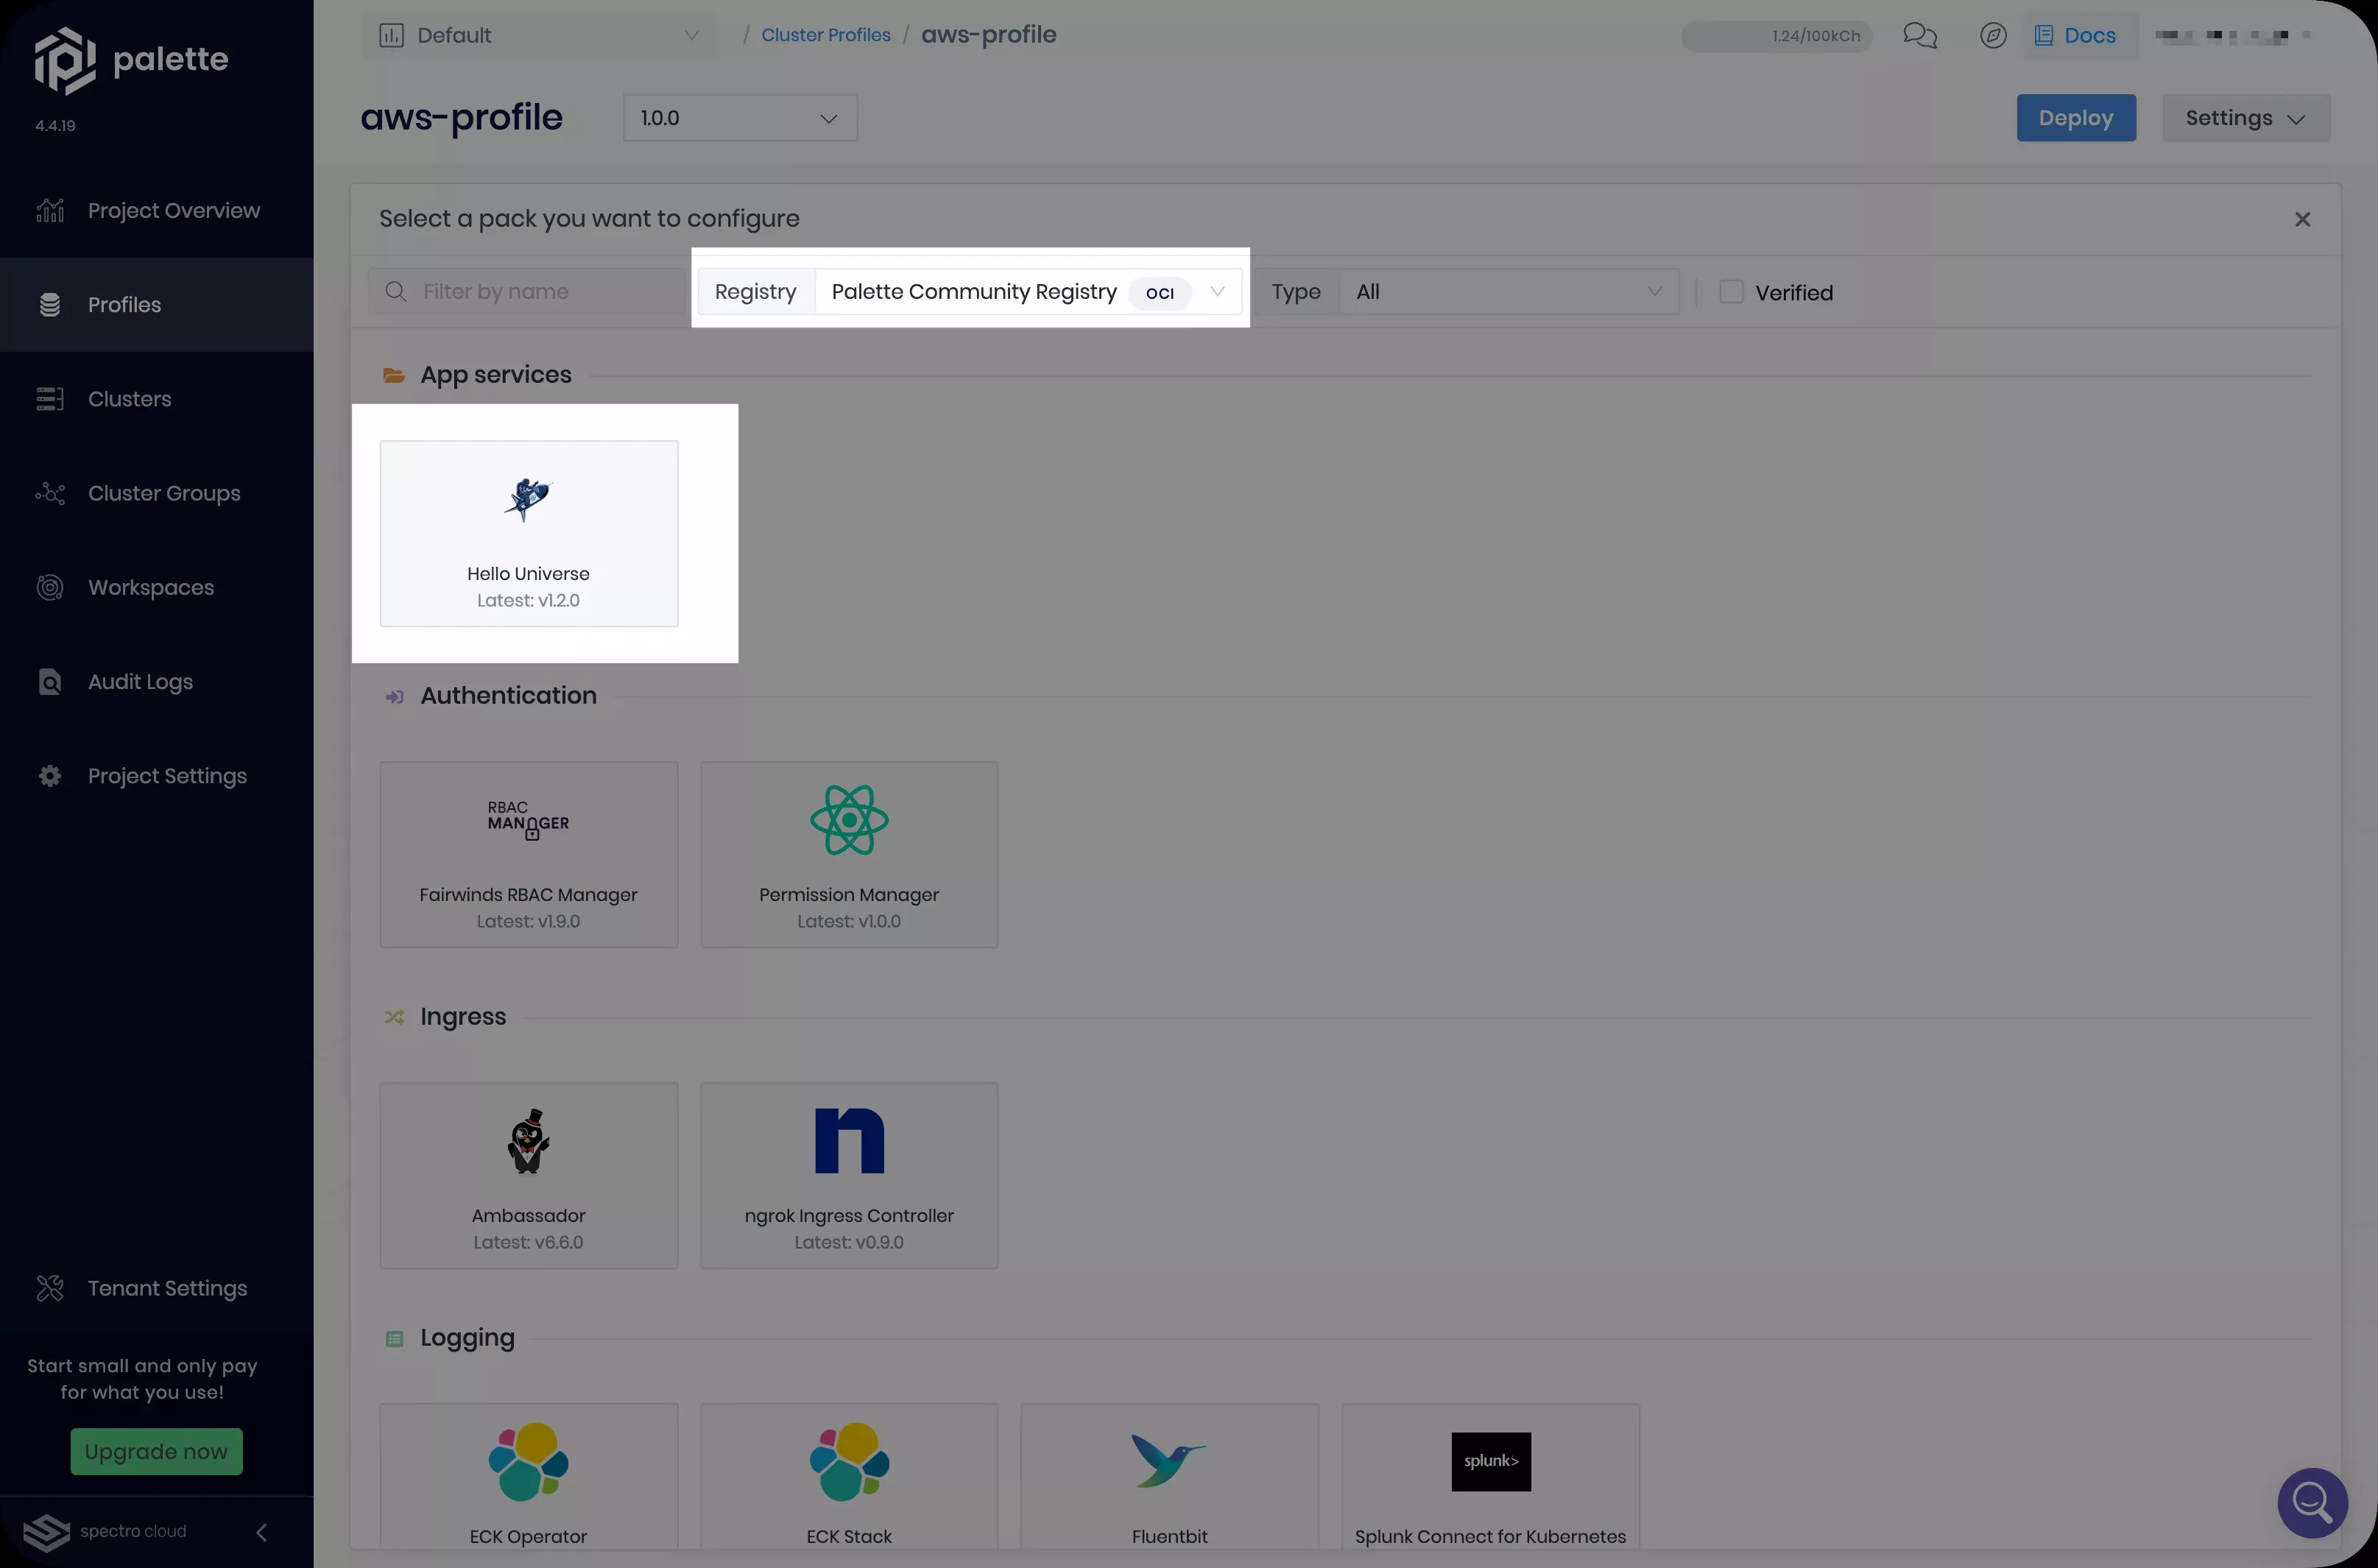 palette
4.4.19
Project Overview
Profiles
Clusters
Cluster Groups
Workspaces
Audit Logs
Project Settings
Tenant Settings
Start small and only pay
for what you use!
Upgrade now
spectro cloud
Default / Cluster Profiles / aws-profile 1.24/100kCh Docs
aws-profile 1.0.0 Deploy Settings
Select a pack you want to configure
Filter by name Registry Palette Community Registry OCI Type All Verified
App services
Hello Universe
Latest: v1.2.0
Authentication
RBAC
MANAGER
Fairwinds RBAC Manager
Latest: v1.9.0
Permission Manager
Latest: v1.0.0
Ingress
Ambassador
Latest: v6.6.0
n
ngrok Ingress Controller
Latest: v0.9.0
Logging
ECK Operator
ECK Stack
Fluentbit
splunk>
Splunk Connect for Kubernetes